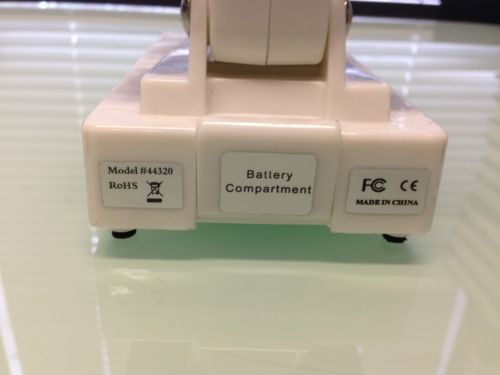 Model #44320
RoHS
Battery
Compartment
FC CE
MADE IN CHINA